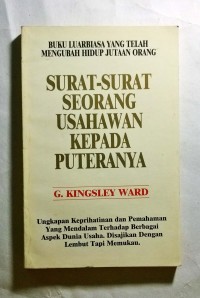 BUKU LUARBIASA YANG TELAH
MENGUBAH HIDUP JUTAAN ORANG
SURAT-SURAT
SEORANG
USAHAWAN
KEPADA
PUTERANYA
G. KINGSLEY WARD
Ungkapan Keprihatinan dan Pemahaman
Yang Mendalam Terhadap Berbagai
Aspek Dunia Usaha. Disajikan Dengan
Lembut Tapi Memukau.